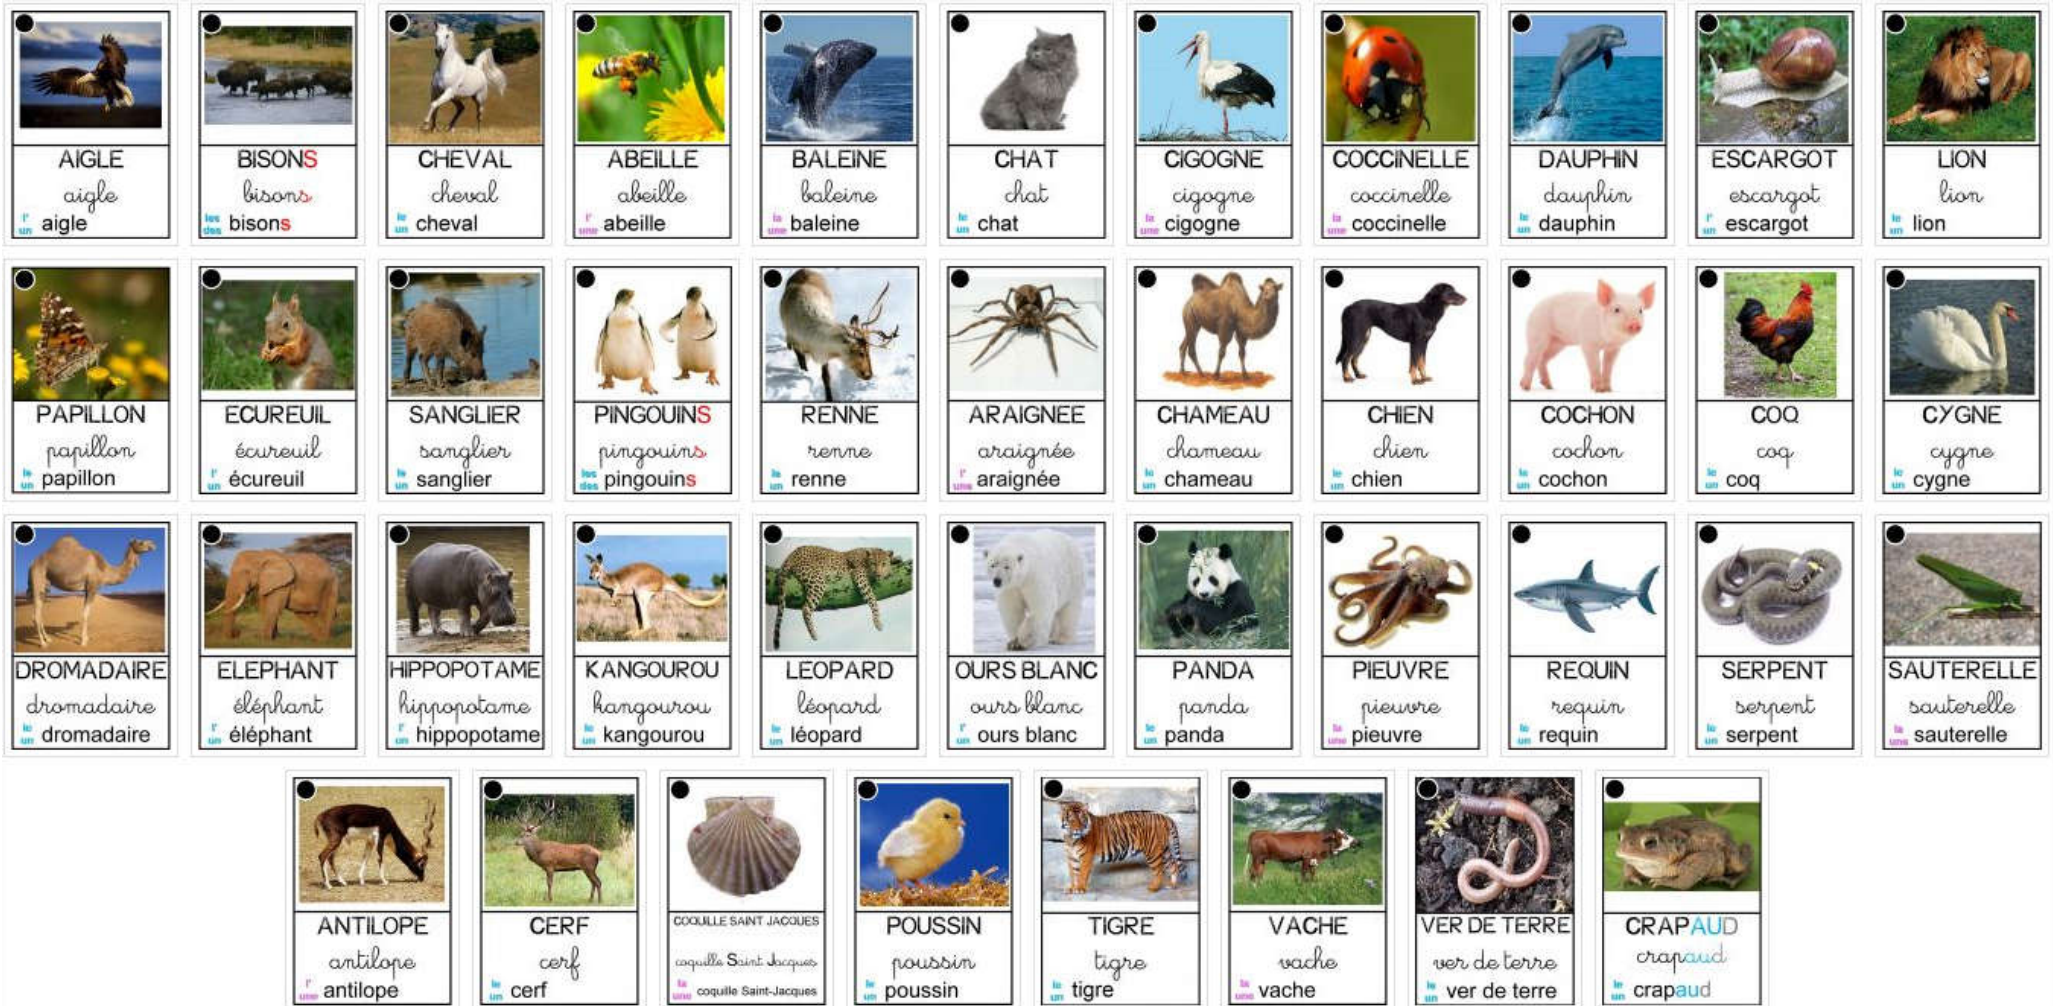 AIGLE
aigle
l'
un aigle
BISONS
bisons
les
des bisons
CHEVAL
cheval
le
un cheval
ABEILLE
abeille
l'
une abeille
BALEINE
baleine
la
une baleine
CHAT
chat
le
un chat
CIGOGNE
cigogne
la
une cigogne
COCCINELLE
coccinelle
la
une coccinelle
DAUPHIN
dauphin
le
un dauphin
ESCARGOT
escargot
l'
un escargot
LION
lion
le
un lion
PAPILLON
papillon
le
un papillon
ECUREUIL
écureuil
l'
un écureuil
SANGLIER
sanglier
le
un sanglier
PINGOUINS
pingouins
les
des pingouins
RENNE
renne
le
un renne
ARAIGNEE
araignée
l'
une araignée
CHAMEAU
chameau
le
un chameau
CHIEN
chien
le
un chien
COCHON
cochon
le
un cochon
COQ
coq
le
un coq
CYGNE
cygne
le
un cygne
DROMADAIRE
dromadaire
le
un dromadaire
ELEPHANT
éléphant
l'
un éléphant
HIPPOPOTAME
hippopotame
l'
un hippopotame
KANGOUROU
kangourou
le
un kangourou
LEOPARD
léopard
le
un léopard
OURS BLANC
ours blanc
l'
un ours blanc
PANDA
panda
le
un panda
PIEUVRE
pieuvre
la
une pieuvre
REQUIN
requin
le
un requin
SERPENT
serpent
le
un serpent
SAUTERELLE
sauterelle
la
une sauterelle
ANTILOPE
antilope
l'
une antilope
CERF
cerf
le
un cerf
COQUILLE SAINT JACQUES
coquille Saint Jacques
la
une coquille Saint-Jacques
POUSSIN
poussin
le
un poussin
TIGRE
tigre
le
un tigre
VACHE
vache
la
une vache
VER DE TERRE
ver de terre
le
un ver de terre
CRAPAUD
crapaud
le
un crapaud